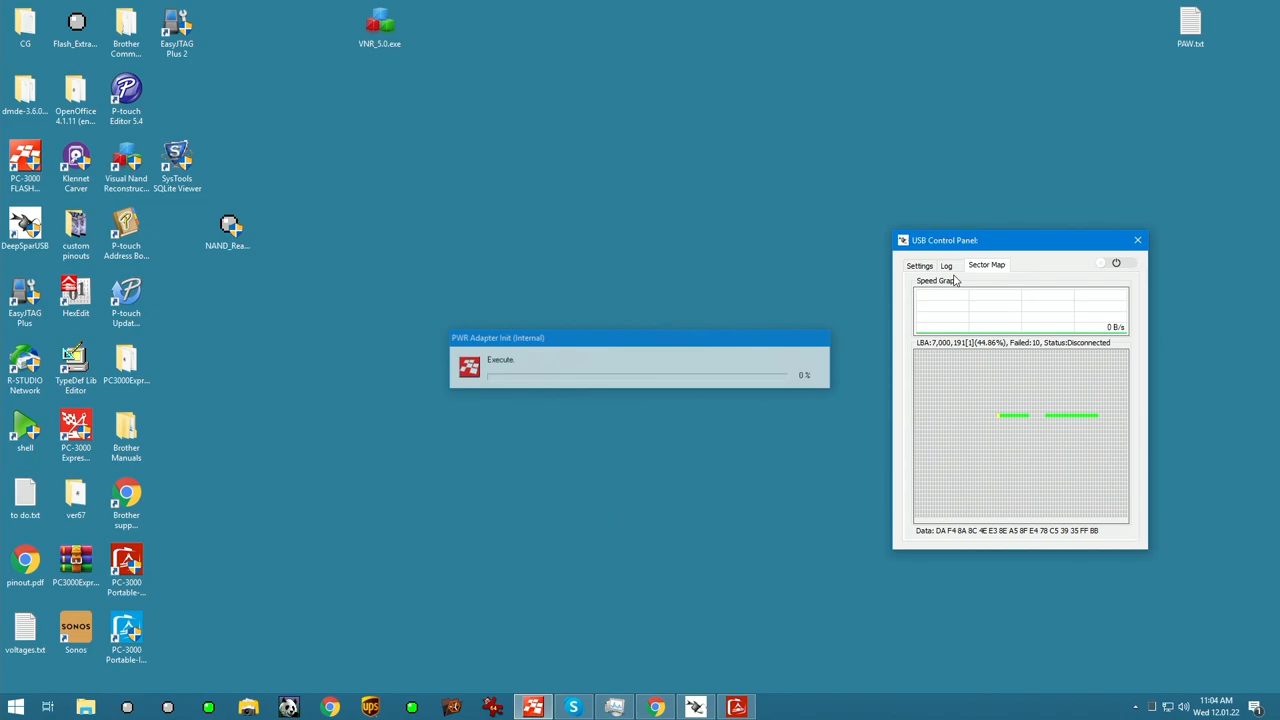 CG
Flash_Extra...
Brother
Comm...
EasyJTAG
Plus 2
VNR_5.0.exe
PAW.txt
dmde-3.6.0...
OpenOffice
4.1.11 (en...
P-touch
Editor 5.4
PC-3000
FLASH...
Klennet
Carver
Visual Nand
Reconstruc...
SysTools
SQLite Viewer
DeepSparUSB
custom
pinouts
P-touch
Address Bo...
NAND_Rea...
EasyJTAG
Plus
HexEdit
P-touch
Updat...
R-STUDIO
Network
TypeDef Lib
Editor
PC3000Expr...
shell
PC-3000
Expres...
Brother
Manuals
to do.txt
ver67
Brother
supp...
pinout.pdf
PC3000Expr...
PC-3000
Portable-...
voltages.txt
SONOS
Sonos
PC-3000
Portable-I...
PWR Adapter Init (Internal)
Execute.
0 %
USB Control Panel:
Settings
Log
Sector Map
Speed Grap
0 B/s
LBA:7,000,191[1](44.86%), Failed:10, Status:Disconnected
Data: DA F4 8A 8C 4E E3 8E A5 8F E4 78 C5 39 35 FF BB
11:04 AM
Wed 12.01.22